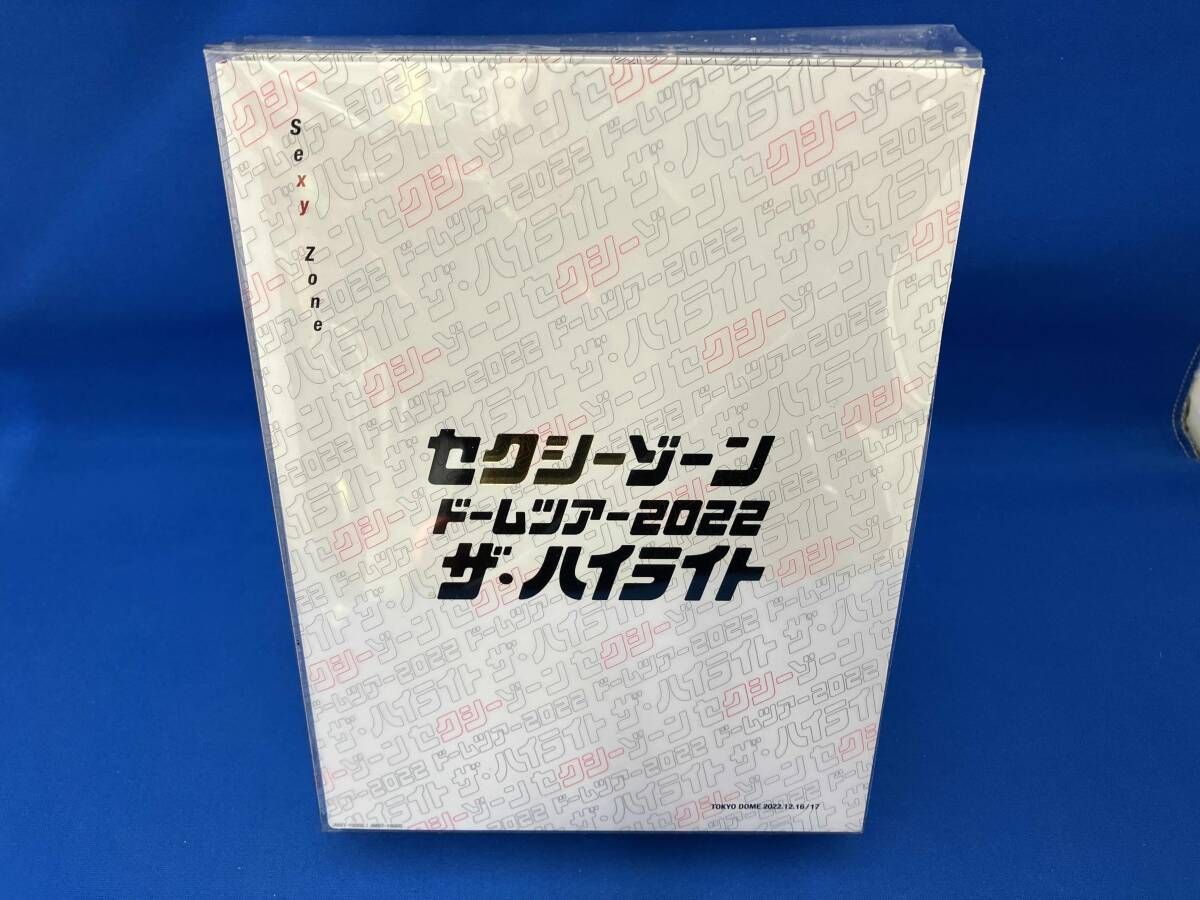 Sexy Zone
セクシーゾーン
ドームツアー2022
ザ・ハイライト
TOKYO DOME 2022.12.16/17